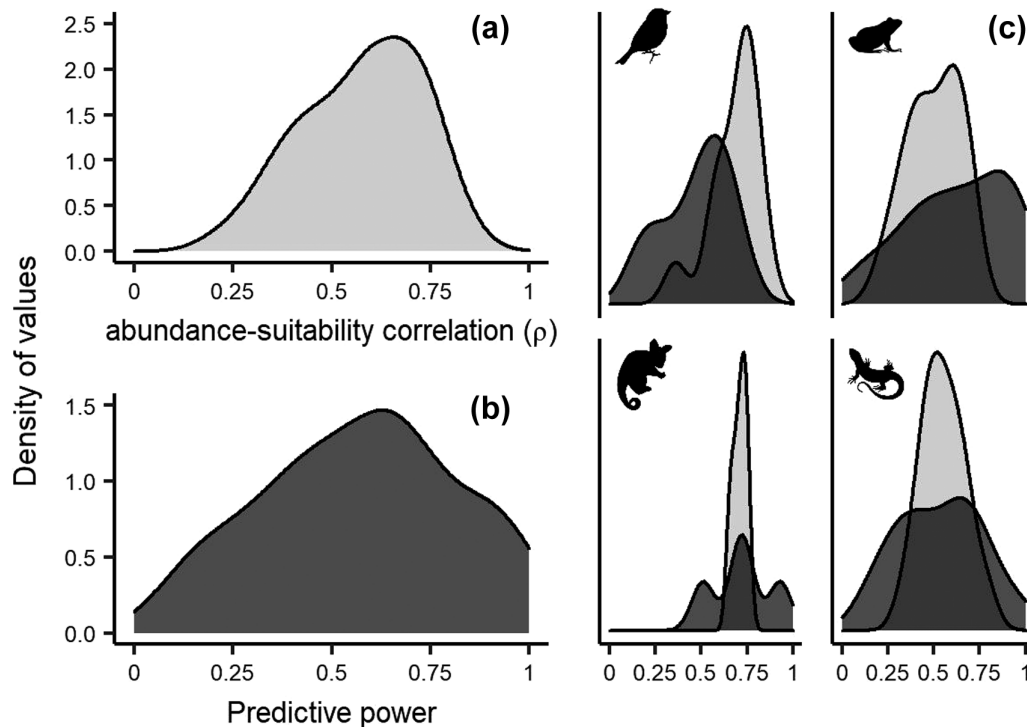 Density of values
(a)
2.5
2.0
1.5
1.0
0.5
0.0
0 0.25 0.5 0.75 1
abundance-suitability correlation (ρ)
(b)
1.5
1.0
0.5
0.0
0 0.25 0.5 0.75 1
Predictive power
(c)
0 0.25 0.5 0.75 1
0 0.25 0.5 0.75 1